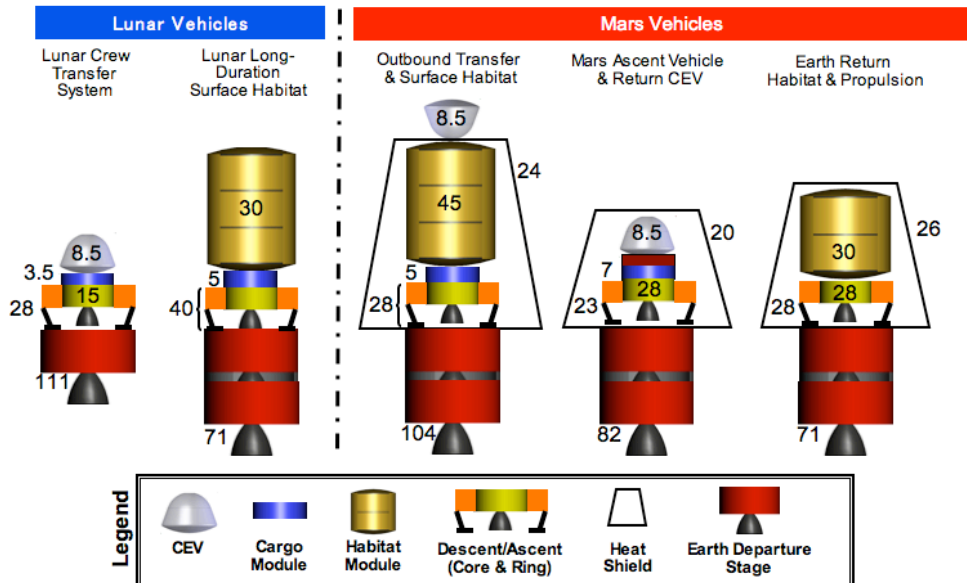 Lunar Vehicles
Mars Vehicles
Lunar Crew
Transfer
System
Lunar Long-
Duration
Surface Habitat
Outbound Transfer
& Surface Habitat
Mars Ascent Vehicle
& Return CEV
Earth Return
Habitat & Propulsion
8.5
3.5
15
28
111
30
5
40
71
8.5
24
45
5
28
104
8.5
20
7
28
23
82
26
30
28
28
71
Legend
CEV
Cargo
Module
Habitat
Module
Descent/Ascent
(Core & Ring)
Heat
Shield
Earth Departure
Stage